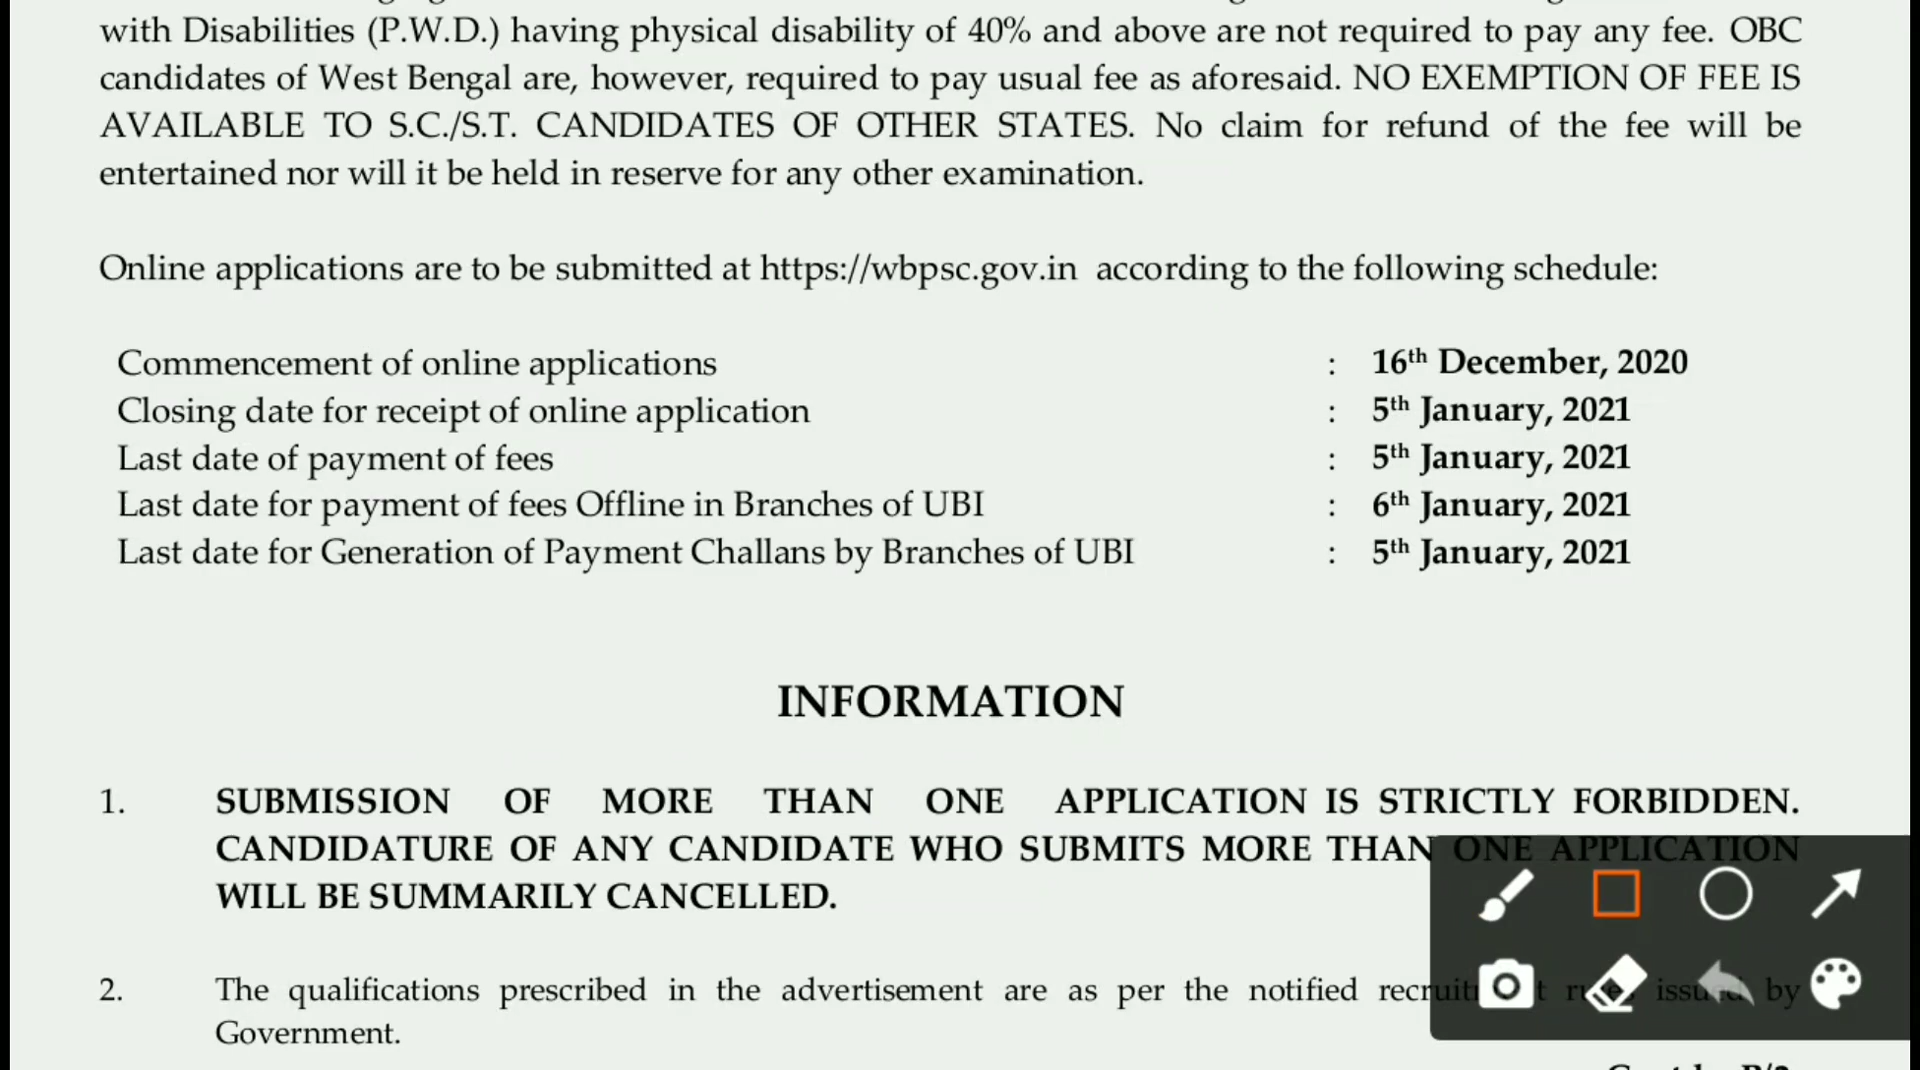 with Disabilities (P.W.D.) having physical disability of 40% and above are not required to pay any fee. OBC
candidates of West Bengal are, however, required to pay usual fee as aforesaid. NO EXEMPTION OF FEE IS
AVAILABLE TO S.C./S.T. CANDIDATES OF OTHER STATES. No claim for refund of the fee will be
entertained nor will it be held in reserve for any other examination.
Online applications are to be submitted at https://wbpsc.gov.in according to the following schedule:
Commencement of online applications : 16th December, 2020
Closing date for receipt of online application : 5th January, 2021
Last date of payment of fees : 5th January, 2021
Last date for payment of fees Offline in Branches of UBI : 6th January, 2021
Last date for Generation of Payment Challans by Branches of UBI : 5th January, 2021
INFORMATION
1. SUBMISSION OF MORE THAN ONE APPLICATION IS STRICTLY FORBIDDEN.
CANDIDATURE OF ANY CANDIDATE WHO SUBMITS MORE THAN ONE APPLICATION
WILL BE SUMMARILY CANCELLED.
2. The qualifications prescribed in the advertisement are as per the notified by
Government.